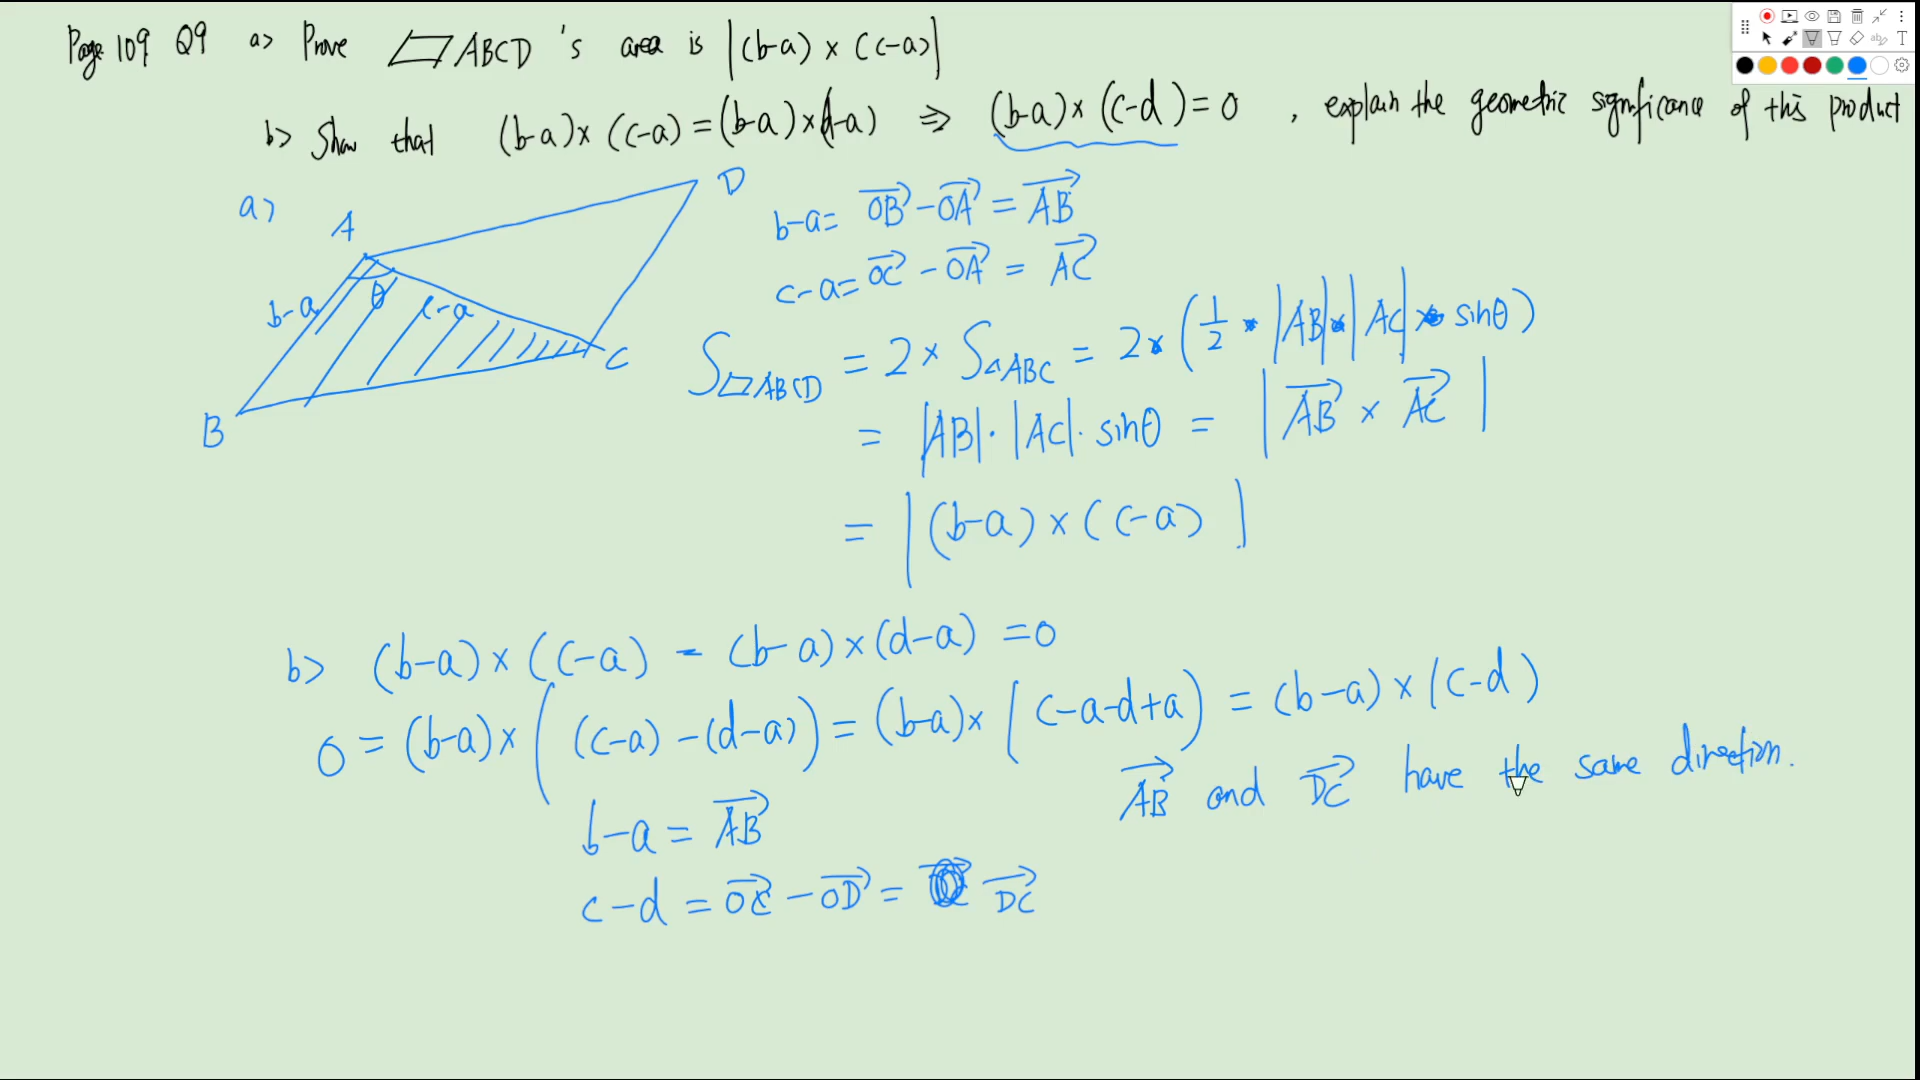 Page 109 Q9 a> Prove ▱ABCD 's area is |(b-a) × (c-a)|
b> Show that (b-a)×(c-a) = (b-a)×(d-a) ⇒ (b-a)×(c-d) = 0 , explain the geometric significance of this product
a>
A
D
B
C
b-a
θ
c-a
b-a = OB - OA = AB
c-a = OC - OA = AC
S▱ABCD = 2 × S△ABC = 2 × (1/2 × |AB| × |AC| × sinθ)
= |AB| · |AC| · sinθ = |AB × AC|
= |(b-a) × (c-a)|
b> (b-a) × (c-a) - (b-a) × (d-a) = 0
0 = (b-a) × ((c-a) - (d-a)) = (b-a) × (c-a-d+a) = (b-a) × (c-d)
AB and DC have the same direction.
b-a = AB
c-d = OC - OD = DC